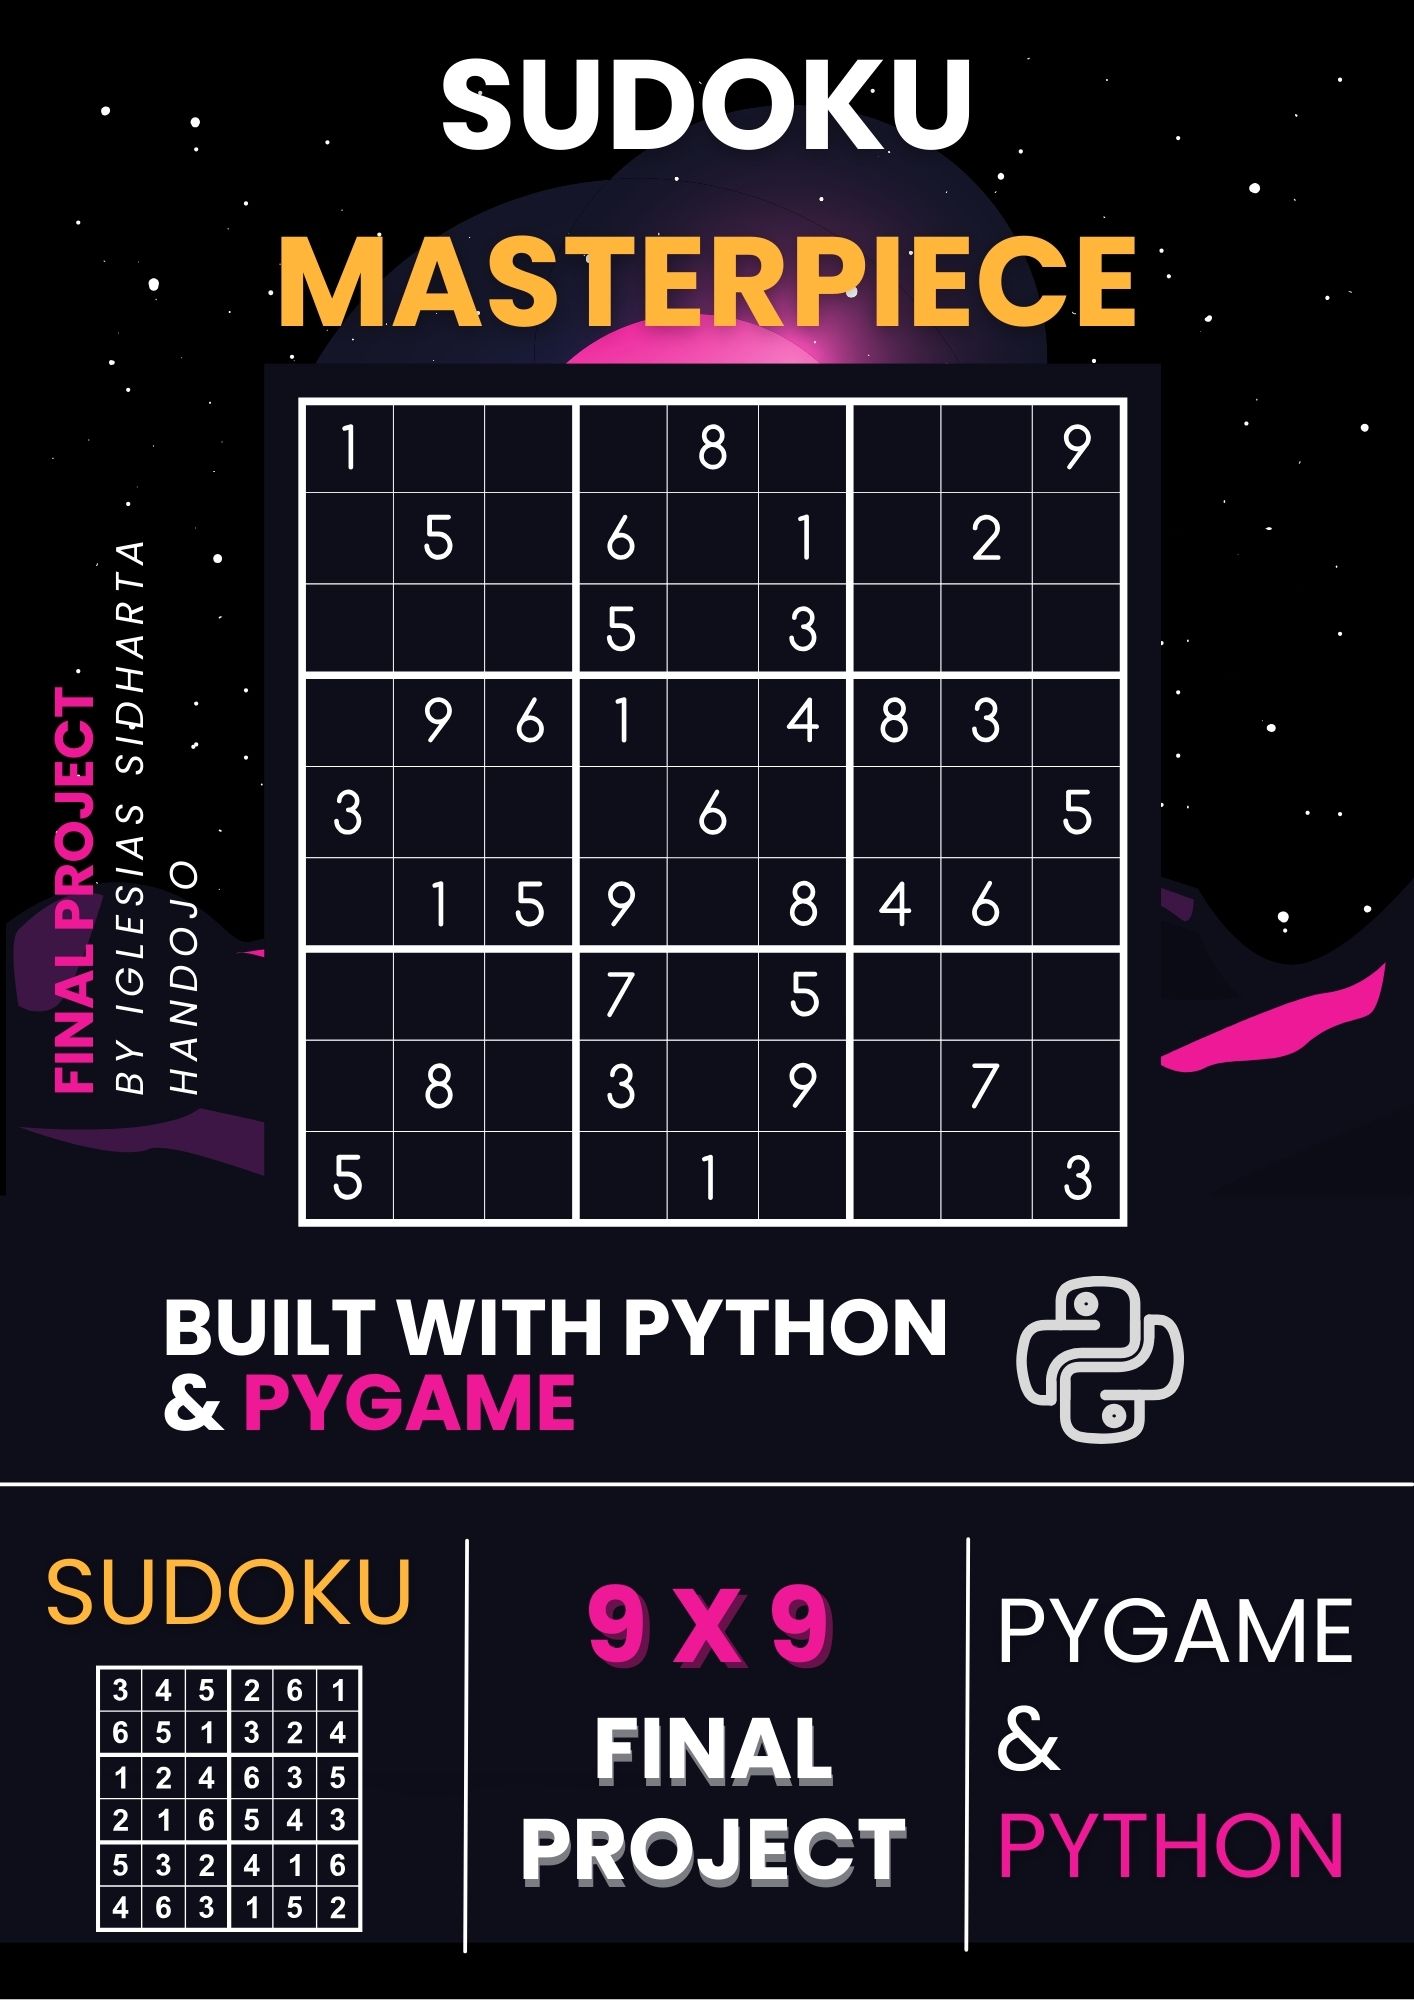 SUDOKU
MASTERPIECE
1 8 9
5 6 1 2
5 3
9 6 1 4 8 3
3 6 5
1 5 9 8 4 6
7 5
8 3 9 7
5 1 3
FINAL PROJECT
BY IGLESIAS SIDHARTA
HANDOJO
BUILT WITH PYTHON
& PYGAME
SUDOKU
3 4 5 2 6 1
6 5 1 3 2 4
1 2 4 6 3 5
2 1 6 5 4 3
5 3 2 4 1 6
4 6 3 1 5 2
9 X 9
FINAL
PROJECT
PYGAME
&
PYTHON